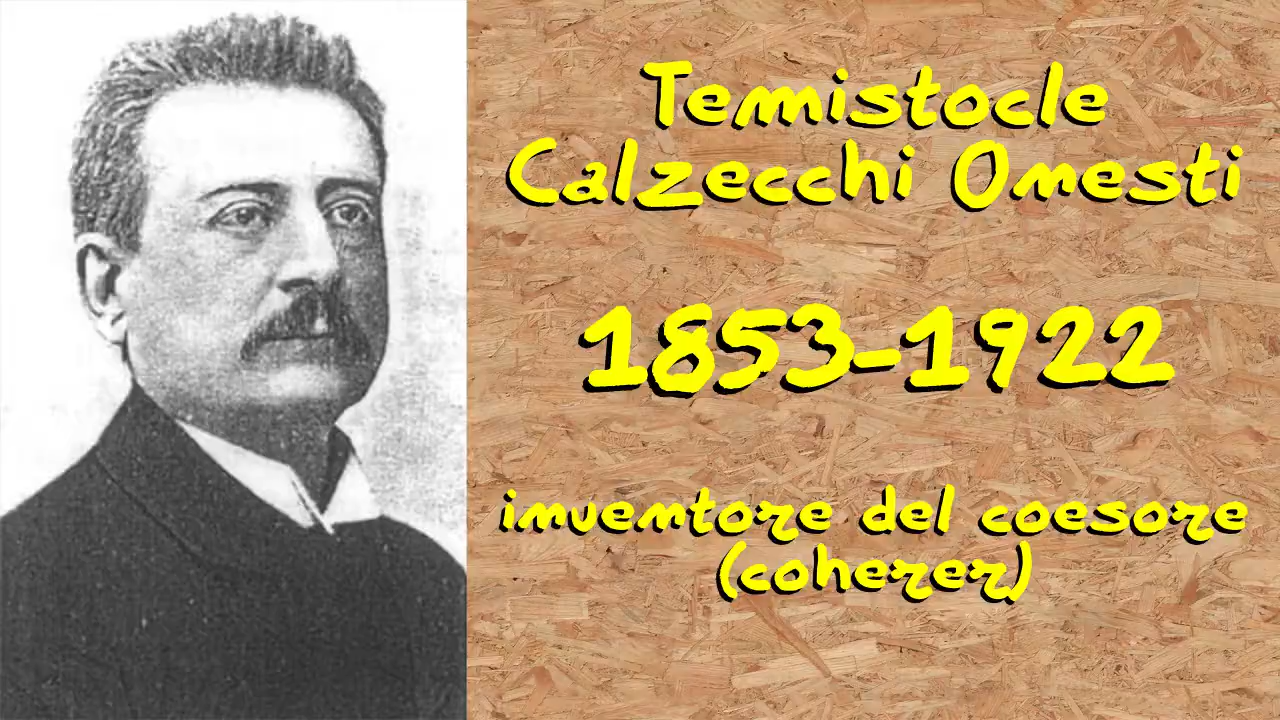 Temistocle
Calzecchi Onesti
1853-1922
inventore del coesore
(coherer)